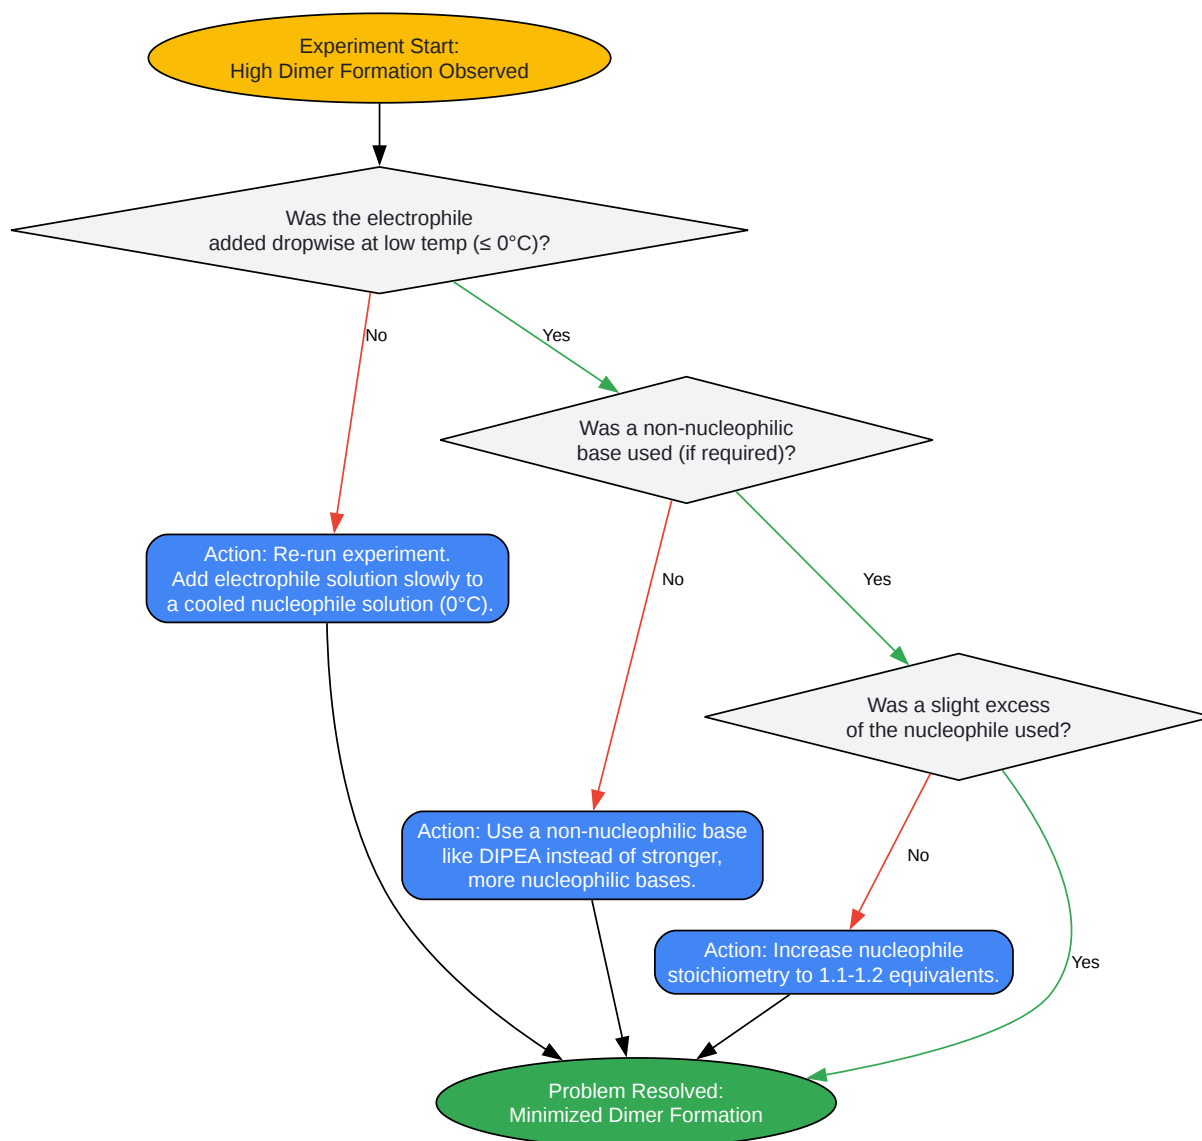 Experiment Start:
High Dimer Formation Observed
Was the electrophile
added dropwise at low temp (≤ 0°C)?
No
Yes
Was a non-nucleophilic
base used (if required)?
Action: Re-run experiment.
Add electrophile solution slowly to
a cooled nucleophile solution (0°C).
No
Yes
Was a slight excess
of the nucleophile used?
Action: Use a non-nucleophilic base
like DIPEA instead of stronger,
more nucleophilic bases.
No
Action: Increase nucleophile
stoichiometry to 1.1-1.2 equivalents.
Yes
Problem Resolved:
Minimized Dimer Formation